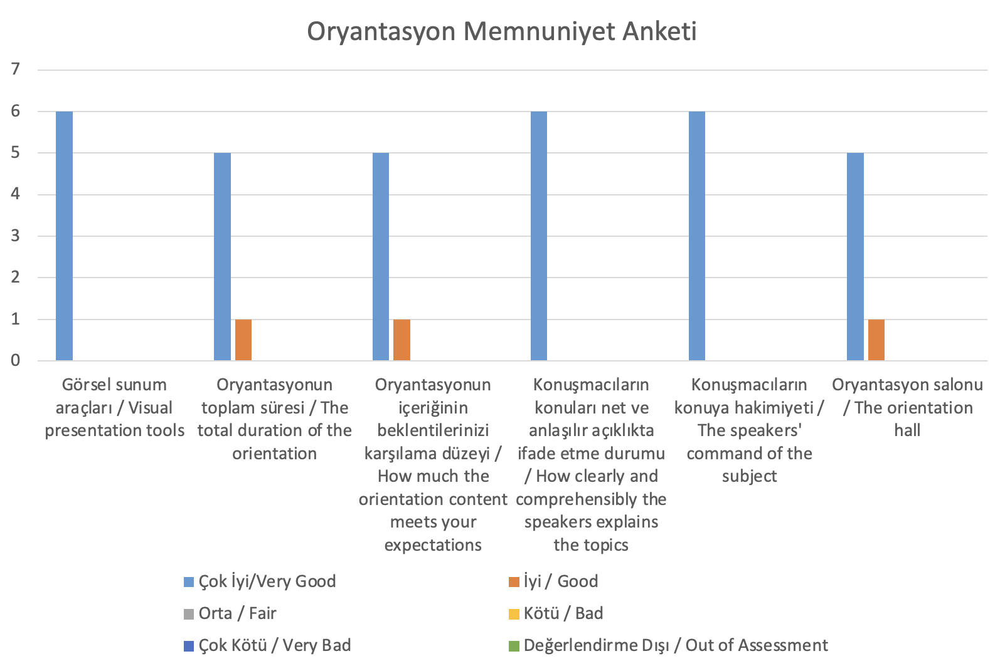 Oryantasyon Memnuniyet Anketi
7
6
5
4
3
2
1
0
Görsel sunum
araçları / Visual
presentation tools
Oryantasyonun
toplam süresi / The
total duration of the
orientation
Oryantasyonun
içeriğinin
beklentilerinizi
karşılama düzeyi /
How much the
orientation content
meets your
expectations
Konuşmacıların
konuları net ve
anlaşılır açıklıkta
ifade etme durumu
/ How clearly and
comprehensibly the
speakers explains
the topics
Konuşmacıların
konuya hakimiyeti /
The speakers'
command of the
subject
Oryantasyon salonu
/ The orientation
hall
Çok İyi/Very Good
İyi / Good
Orta / Fair
Kötü / Bad
Çok Kötü / Very Bad
Değerlendirme Dışı / Out of Assessment